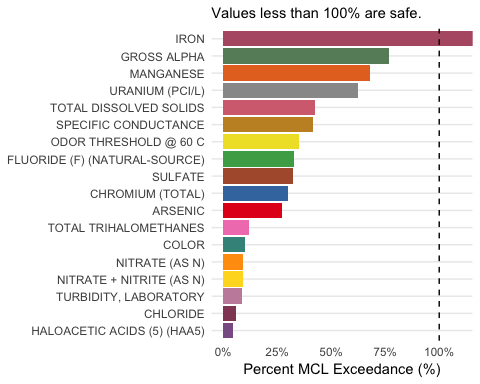 Values less than 100% are safe.
IRON
GROSS ALPHA
MANGANESE
URANIUM (PCI/L)
TOTAL DISSOLVED SOLIDS
SPECIFIC CONDUCTANCE
ODOR THRESHOLD @ 60 C
FLUORIDE (F) (NATURAL-SOURCE)
SULFATE
CHROMIUM (TOTAL)
ARSENIC
TOTAL TRIHALOMETHANES
COLOR
NITRATE (AS N)
NITRATE + NITRITE (AS N)
TURBIDITY, LABORATORY
CHLORIDE
HALOACETIC ACIDS (5) (HAA5)
0% 25% 50% 75% 100%
Percent MCL Exceedance (%)